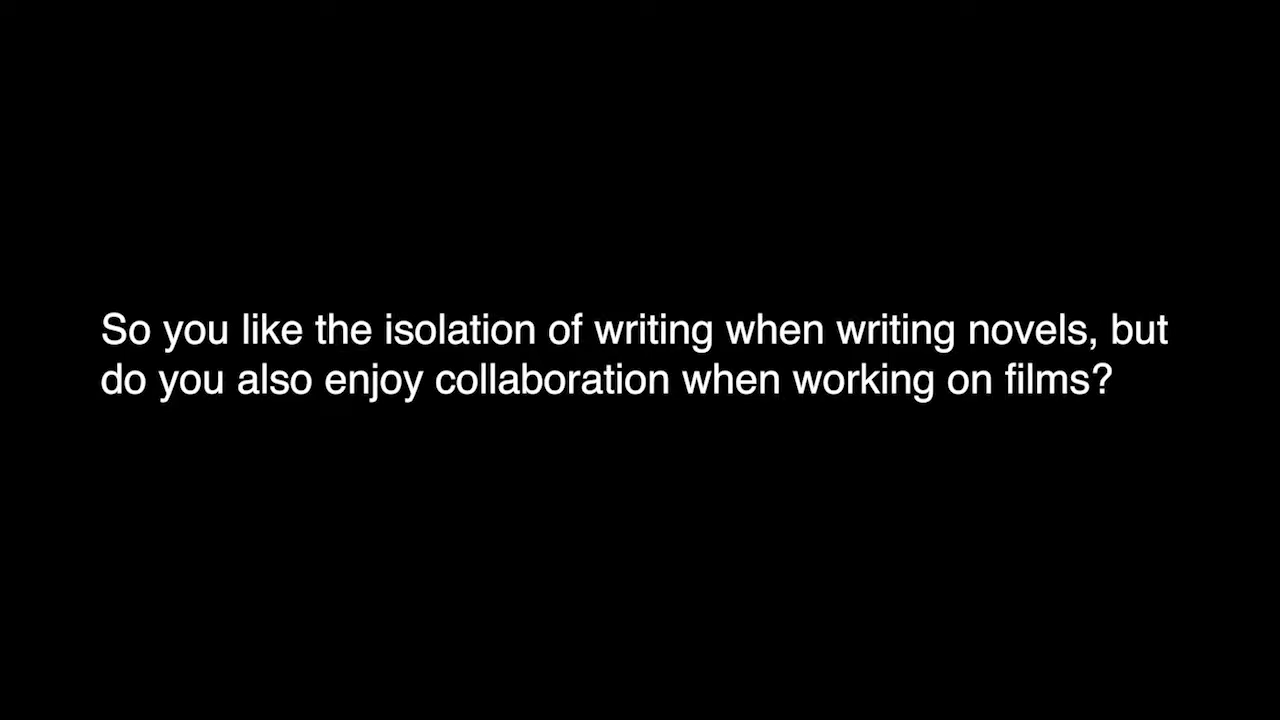 So you like the isolation of writing when writing novels, but
do you also enjoy collaboration when working on films?